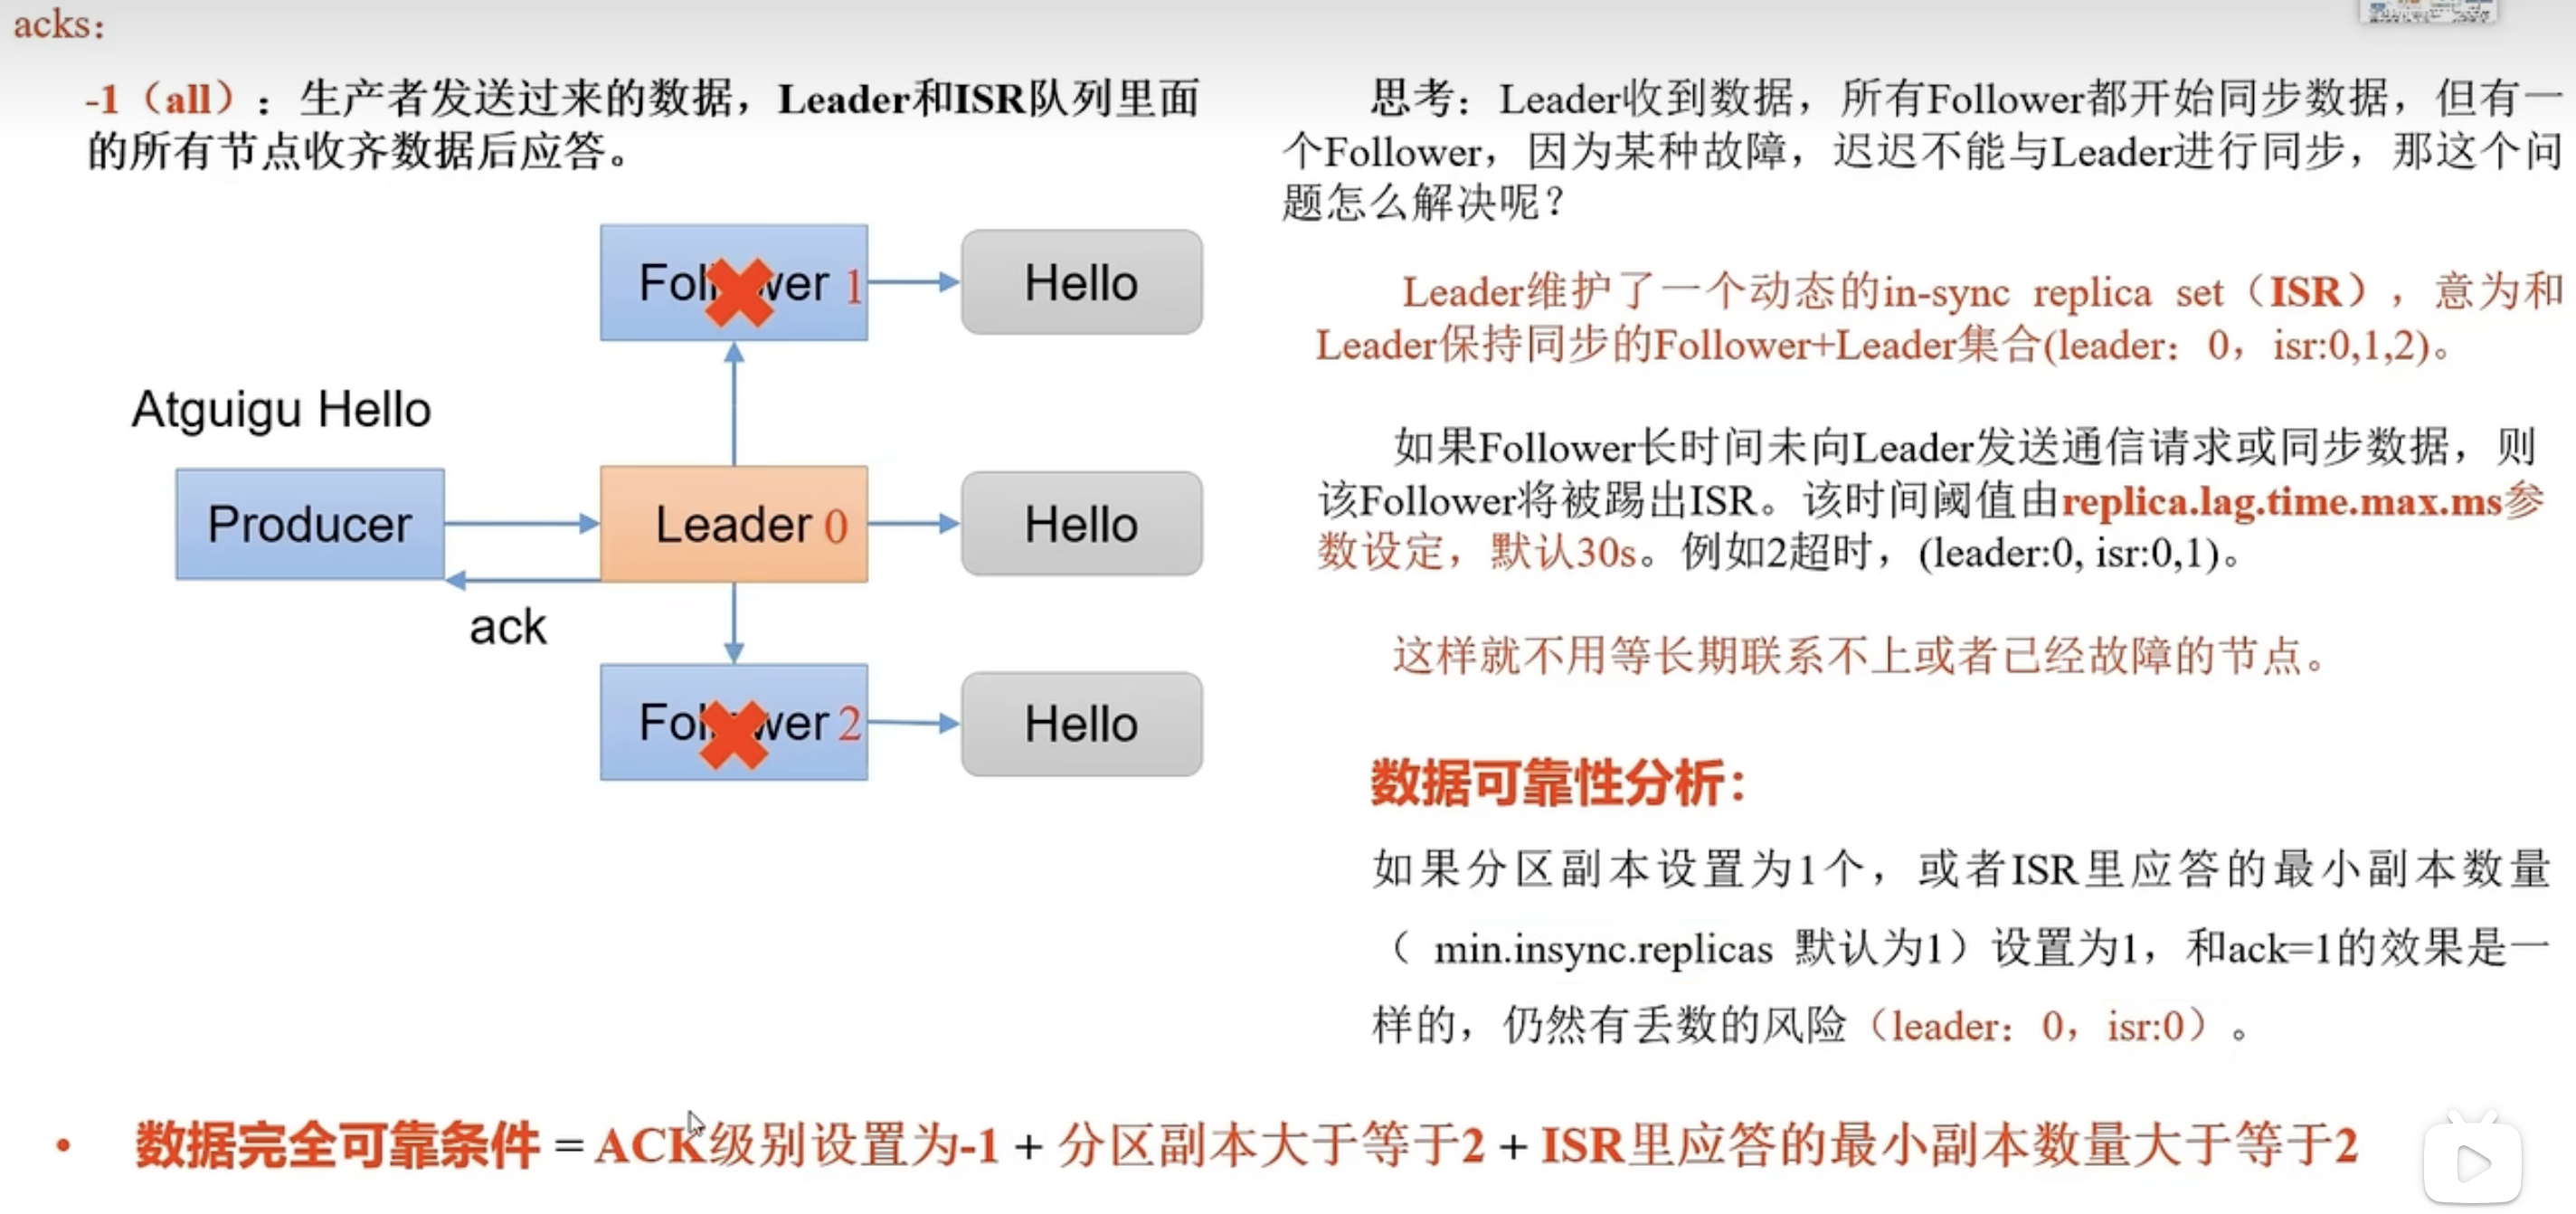 acks：
-1（all）：生产者发送过来的数据，Leader和ISR队列里面
的所有节点收齐数据后应答。
Follower 1
Hello
Atguigu Hello
Producer
Leader 0
Hello
ack
Follower 2
Hello
思考：Leader收到数据，所有Follower都开始同步数据，但有一
个Follower，因为某种故障，迟迟不能与Leader进行同步，那这个问
题怎么解决呢？
Leader维护了一个动态的in-sync replica set（ISR），意为和
Leader保持同步的Follower+Leader集合(leader：0，isr:0,1,2)。
如果Follower长时间未向Leader发送通信请求或同步数据，则
该Follower将被踢出ISR。该时间阈值由replica.lag.time.max.ms参
数设定，默认30s。例如2超时，(leader:0, isr:0,1)。
这样就不用等长期联系不上或者已经故障的节点。
数据可靠性分析：
如果分区副本设置为1个，或者ISR里应答的最小副本数量
（ min.insync.replicas 默认为1）设置为1，和ack=1的效果是一
样的，仍然有丢数的风险（leader：0，isr:0）。
• 数据完全可靠条件 = ACK级别设置为-1 + 分区副本大于等于2 + ISR里应答的最小副本数量大于等于2